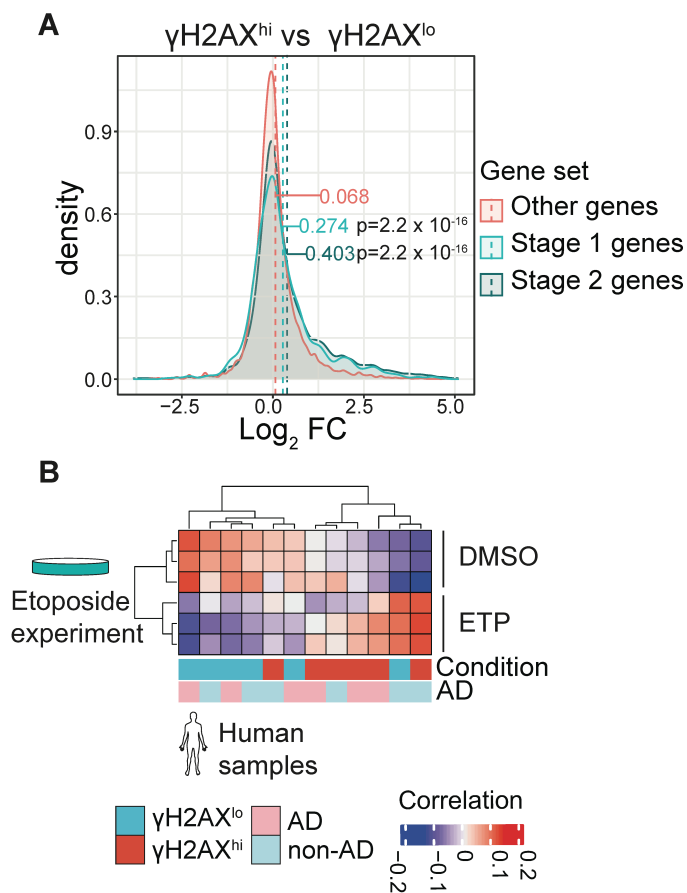 A
γH2AXhi vs γH2AXlo
density
0.9
0.6
0.3
0.0
0.068
0.274 p=2.2 x 10-16
0.403 p=2.2 x 10-16
−2.5
0.0
2.5
5.0
Log2 FC
Gene set
Other genes
Stage 1 genes
Stage 2 genes
B
Etoposide
experiment
DMSO
ETP
Condition
AD
Human
samples
γH2AXlo
γH2AXhi
AD
non-AD
Correlation
-0.2
-0.1
0
0.1
0.2